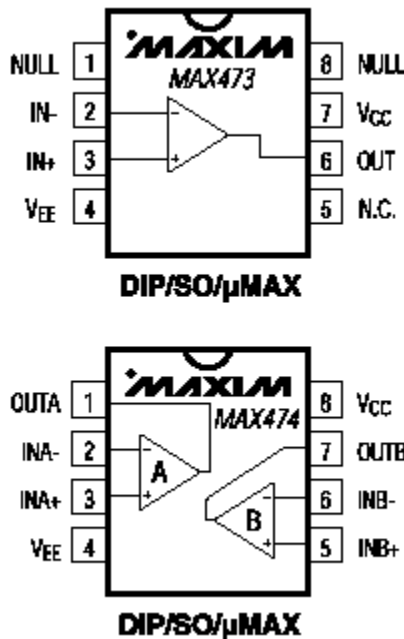 MAXIM
NULL 1 MAX473 8 NULL
IN- 2 - 7 VCC
IN+ 3 + 6 OUT
VEE 4 5 N.C.
DIP/SO/µMAX
MAXIM
OUTA 1 MAX474 8 VCC
INA- 2 - A 7 OUTB
INA+ 3 + B - 6 INB-
VEE 4 + 5 INB+
DIP/SO/µMAX